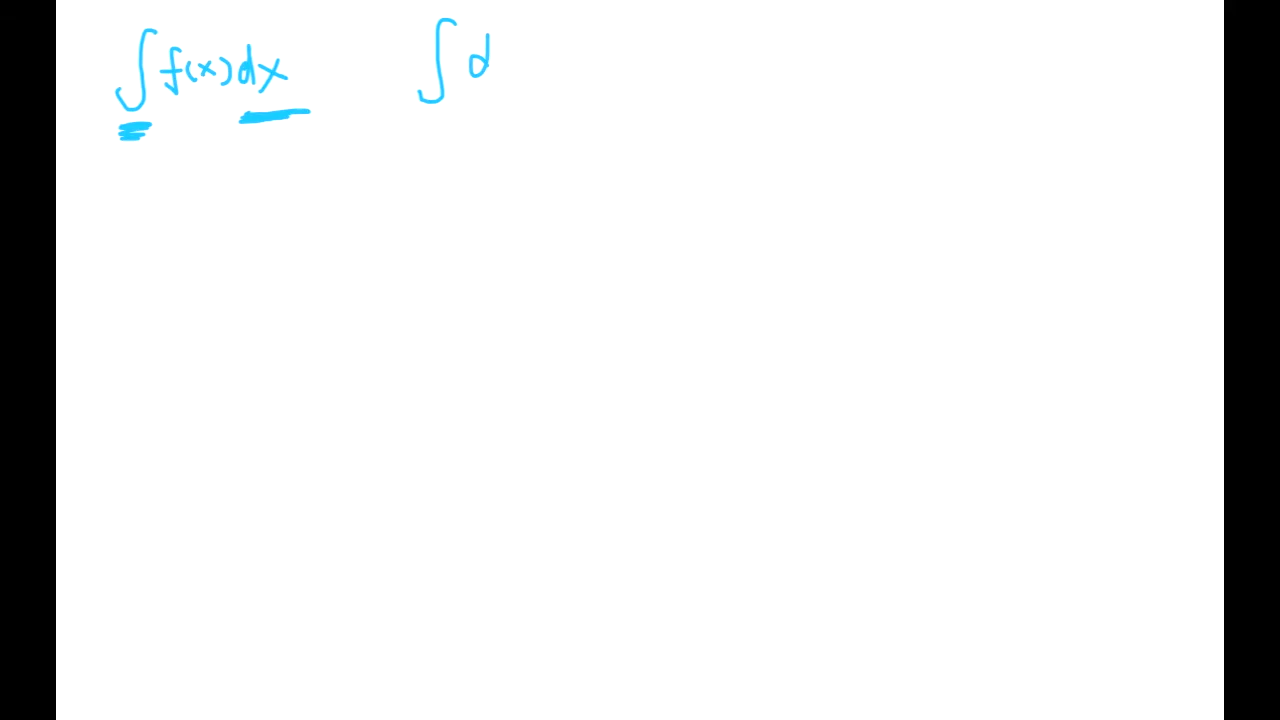 ∫ f(x) dx ∫ d